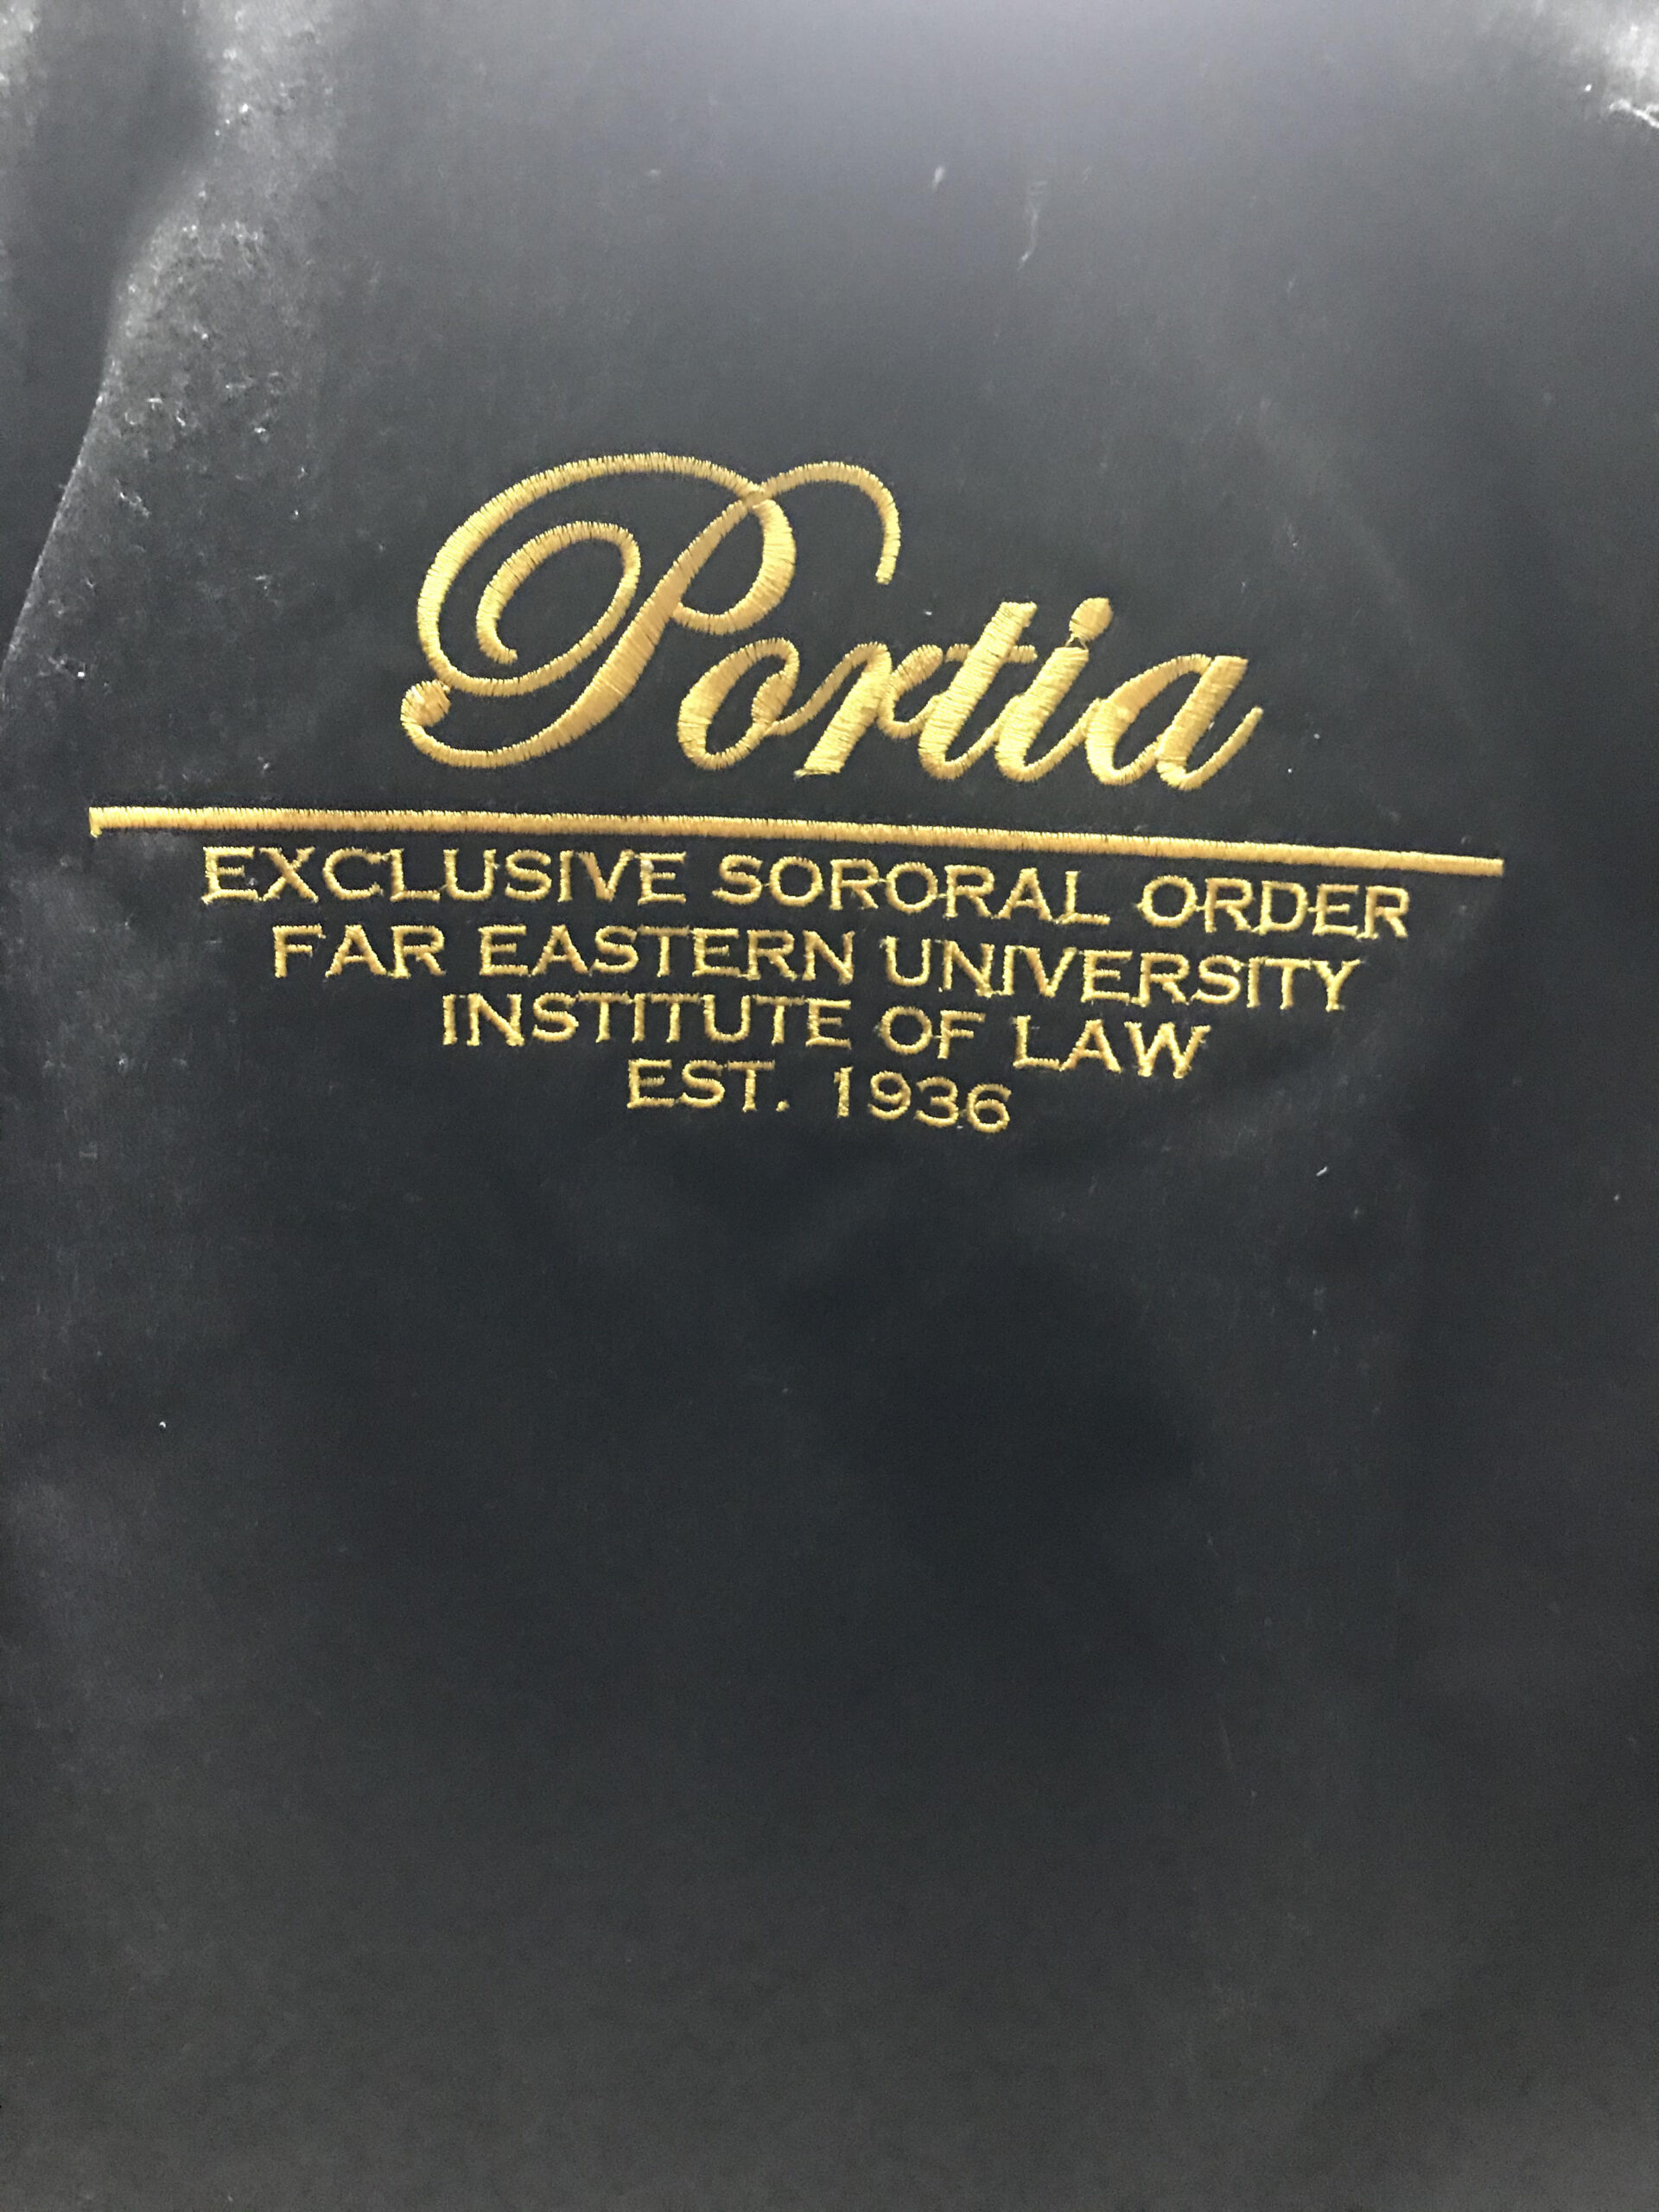 Portia
EXCLUSIVE SORORAL ORDER
FAR EASTERN UNIVERSITY
INSTITUTE OF LAW
EST. 1936